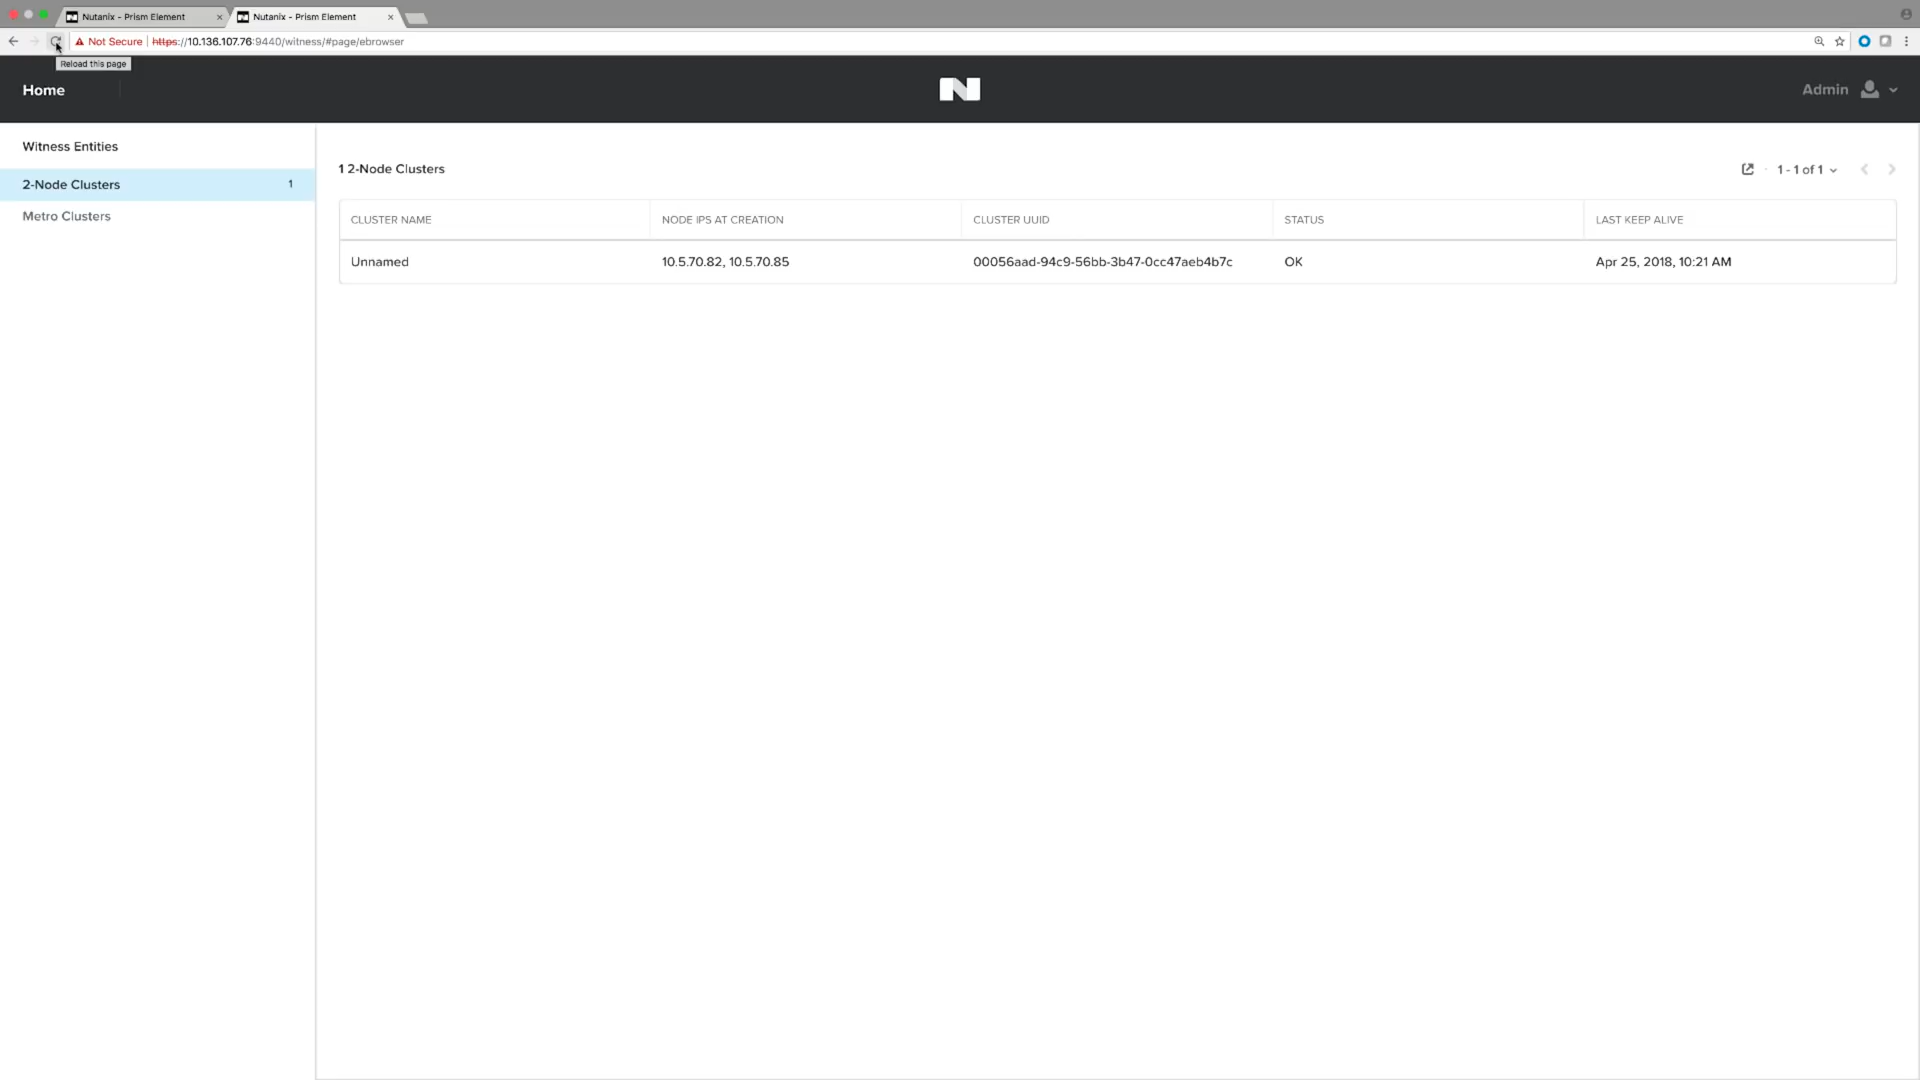 Nutanix - Prism Element
Nutanix - Prism Element
Not Secure https://10.136.107.76:9440/witness/#page/ebrowser
Reload this page
Home
Admin
Witness Entities
2-Node Clusters 1
Metro Clusters
1 2-Node Clusters
1 - 1 of 1
CLUSTER NAME NODE IPS AT CREATION CLUSTER UUID STATUS LAST KEEP ALIVE
Unnamed 10.5.70.82, 10.5.70.85 00056aad-94c9-56bb-3b47-0cc47aeb4b7c OK Apr 25, 2018, 10:21 AM